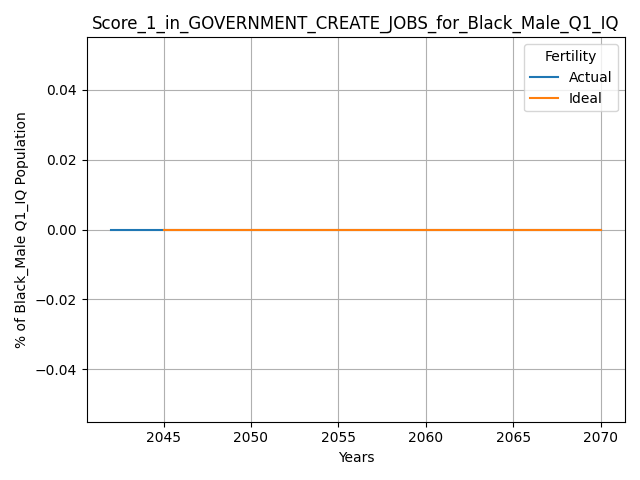 Score_1_in_GOVERNMENT_CREATE_JOBS_for_Black_Male_Q1_IQ
Fertility
Actual
Ideal
% of Black_Male Q1_IQ Population
0.04
0.02
0.00
−0.02
−0.04
2045 2050 2055 2060 2065 2070
Years